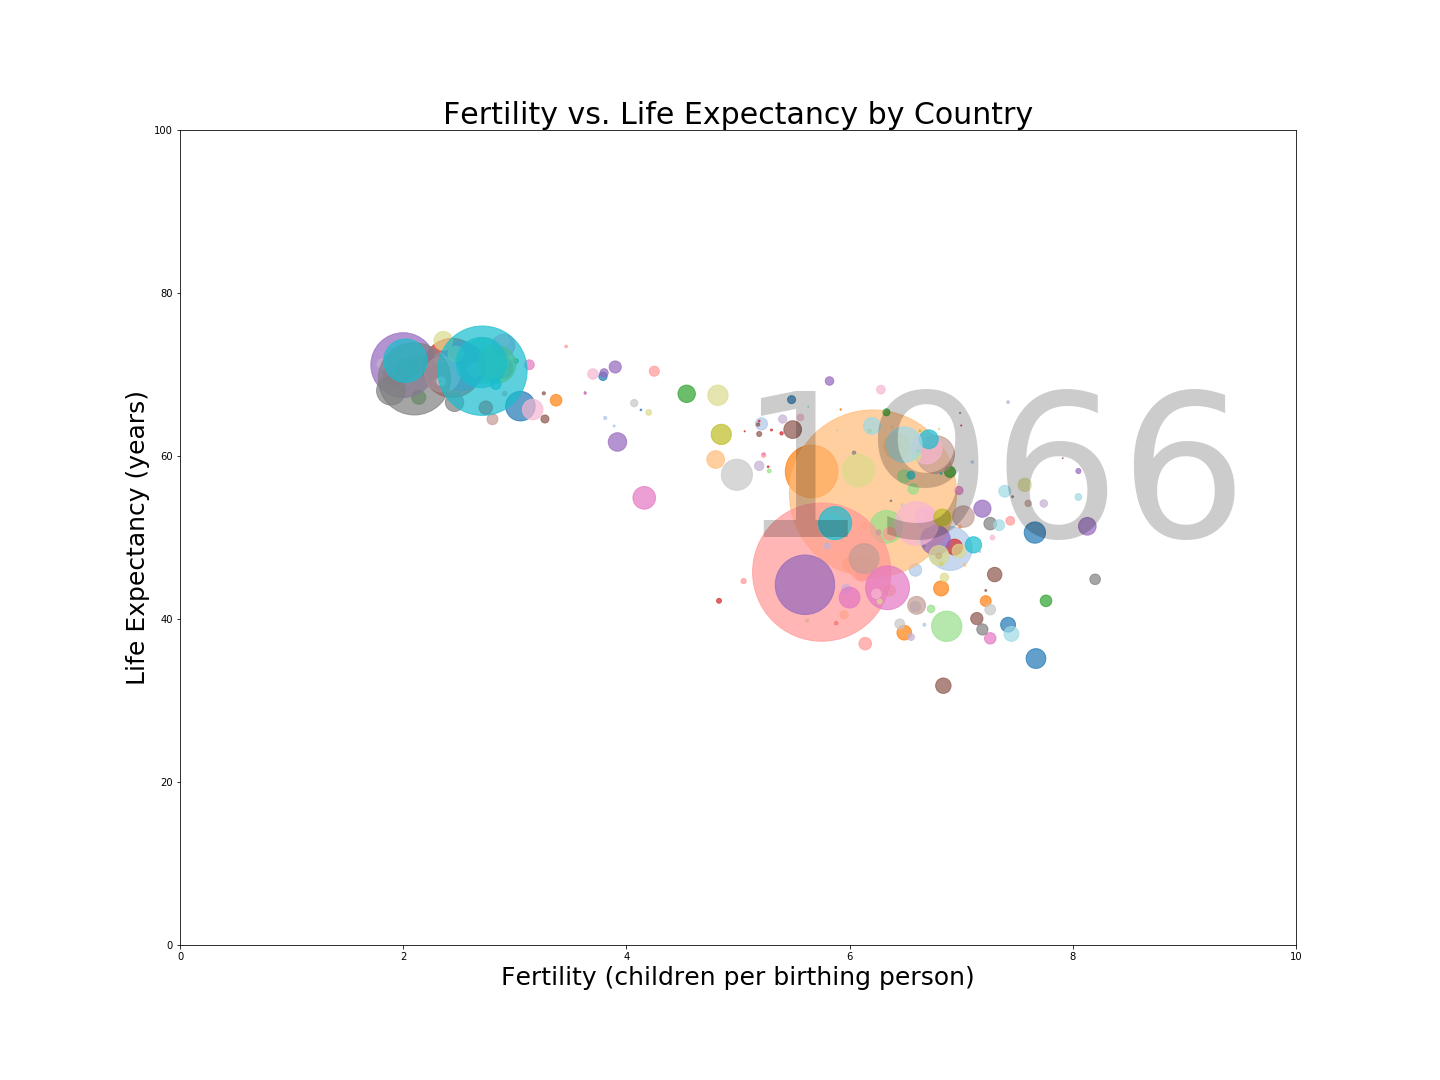 Fertility vs. Life Expectancy by Country
100
80
60
40
20
0
Life Expectancy (years)
1966
0 2 4 6 8 10
Fertility (children per birthing person)